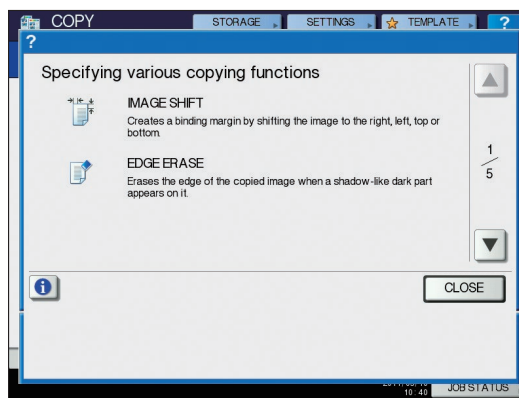 COPY
STORAGE
SETTINGS
TEMPLATE
?
?
Specifying various copying functions
IMAGE SHIFT
Creates a binding margin by shifting the image to the right, left, top or
bottom.
EDGE ERASE
Erases the edge of the copied image when a shadow-like dark part
appears on it.
1
5
i
CLOSE
10:40
JOB STATUS